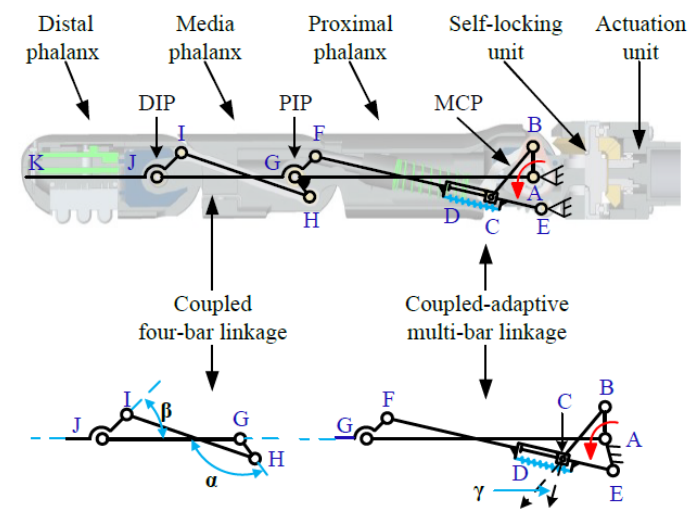 Distal phalanx
Media phalanx
Proximal phalanx
Self-locking unit
Actuation unit
DIP
PIP
MCP
K
J
I
G
F
H
B
A
D
C
E
Coupled four-bar linkage
Coupled-adaptive multi-bar linkage
J
I
β
G
H
α
G
F
C
B
A
D
E
γ